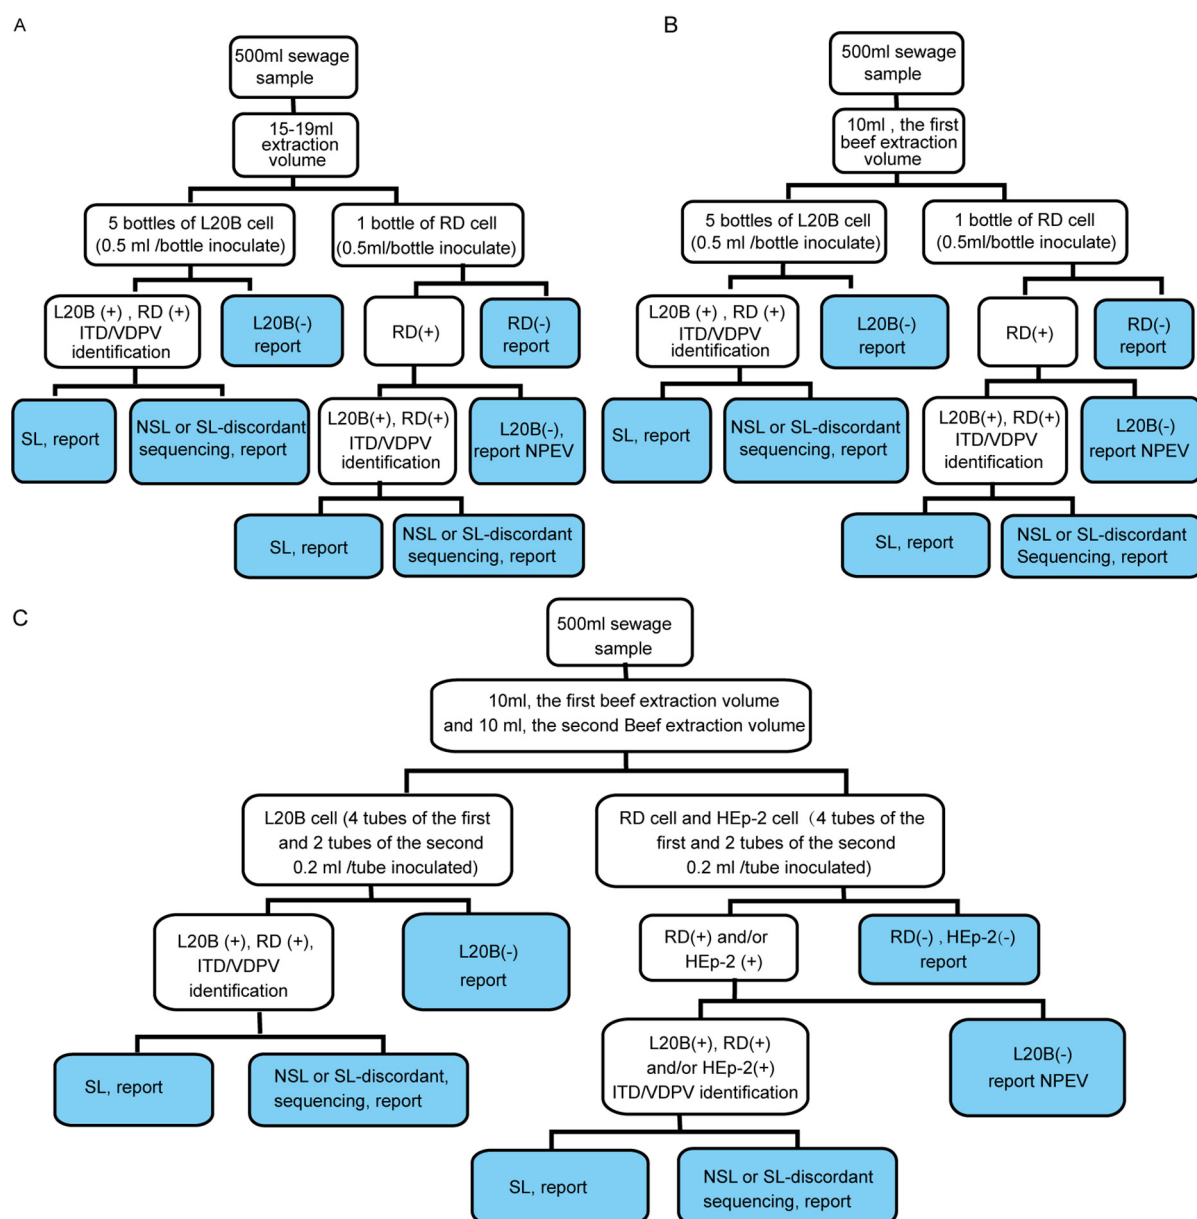 A
500ml sewage
sample
15-19ml
extraction
volume
5 bottles of L20B cell
(0.5 ml /bottle inoculate)
1 bottle of RD cell
(0.5ml/bottle inoculate)
L20B (+) , RD (+)
ITD/VDPV
identification
L20B(-)
report
RD(+)
RD(-)
report
SL, report
NSL or SL-discordant
sequencing, report
L20B(+), RD(+)
ITD/VDPV
identification
L20B(-),
report NPEV
SL, report
NSL or SL-discordant
sequencing, report
B
500ml sewage
sample
10ml , the first
beef extraction
volume
5 bottles of L20B cell
(0.5 ml /bottle inoculate)
1 bottle of RD cell
(0.5ml/bottle inoculate)
L20B (+) , RD (+)
ITD/VDPV
identification
L20B(-)
report
RD(+)
RD(-)
report
SL, report
NSL or SL-discordant
sequencing, report
L20B(+), RD(+)
ITD/VDPV
identification
L20B(-)
report NPEV
SL, report
NSL or SL-discordant
Sequencing, report
C
500ml sewage
sample
10ml, the first beef extraction volume
and 10 ml, the second Beef extraction volume
L20B cell (4 tubes of the first
and 2 tubes of the second
0.2 ml /tube inoculated)
RD cell and HEp-2 cell（4 tubes of the
first and 2 tubes of the second
0.2 ml /tube inoculated)
L20B (+), RD (+),
ITD/VDPV
identification
L20B(-)
report
RD(+) and/or
HEp-2 (+)
RD(-) , HEp-2(-)
report
SL, report
NSL or SL-discordant,
sequencing, report
L20B(+), RD(+)
and/or HEp-2(+)
ITD/VDPV identification
L20B(-)
report NPEV
SL, report
NSL or SL-discordant
sequencing, report